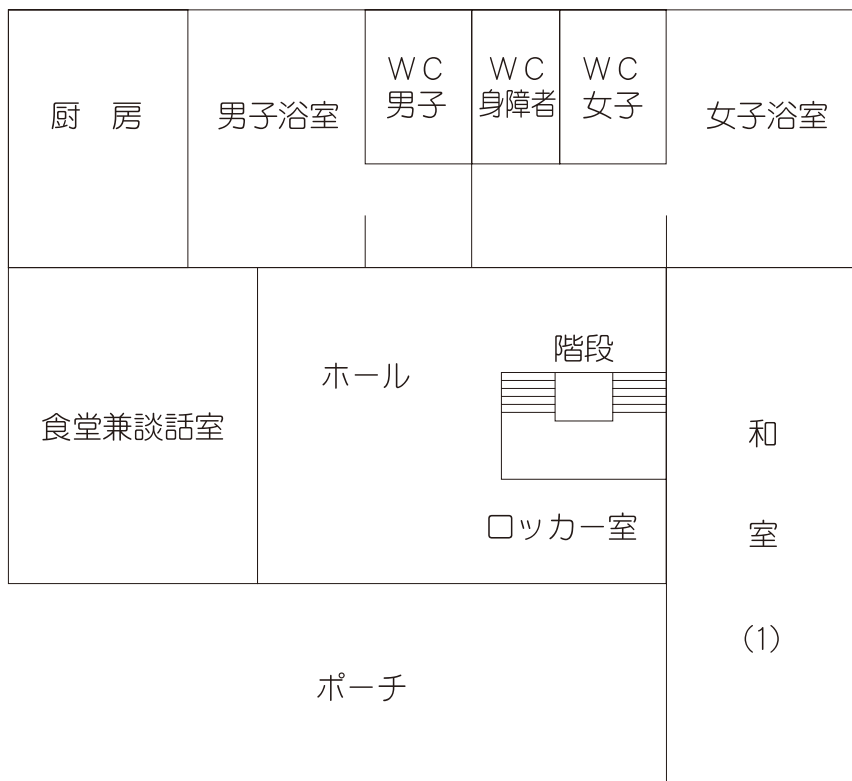 厨　房
男子浴室
ＷＣ
男子
ＷＣ
身障者
ＷＣ
女子
女子浴室
階段
ホール
食堂兼談話室
ロッカー室
和
室
(1)
ポーチ